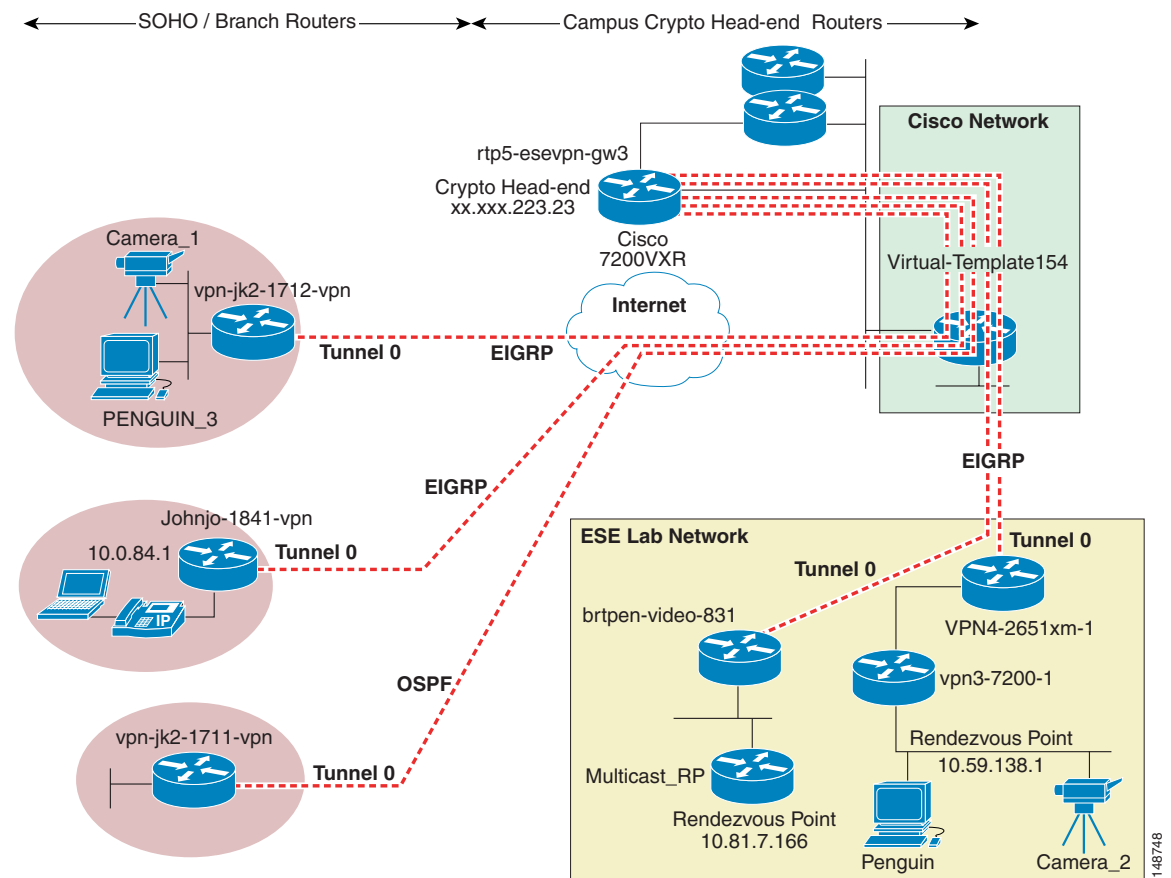 SOHO / Branch Routers
Campus Crypto Head-end Routers
Cisco Network
rtp5-esevpn-gw3
Crypto Head-end
xx.xxx.223.23
Cisco
7200VXR
Virtual-Template154
Camera_1
vpn-jk2-1712-vpn
PENGUIN_3
Internet
Tunnel 0
EIGRP
EIGRP
EIGRP
Johnjo-1841-vpn
10.0.84.1
Tunnel 0
IP
ESE Lab Network
Tunnel 0
Tunnel 0
brtpen-video-831
VPN4-2651xm-1
vpn3-7200-1
OSPF
vpn-jk2-1711-vpn
Tunnel 0
Rendezvous Point
10.59.138.1
Multicast_RP
Rendezvous Point
10.81.7.166
Penguin
Camera_2
148748